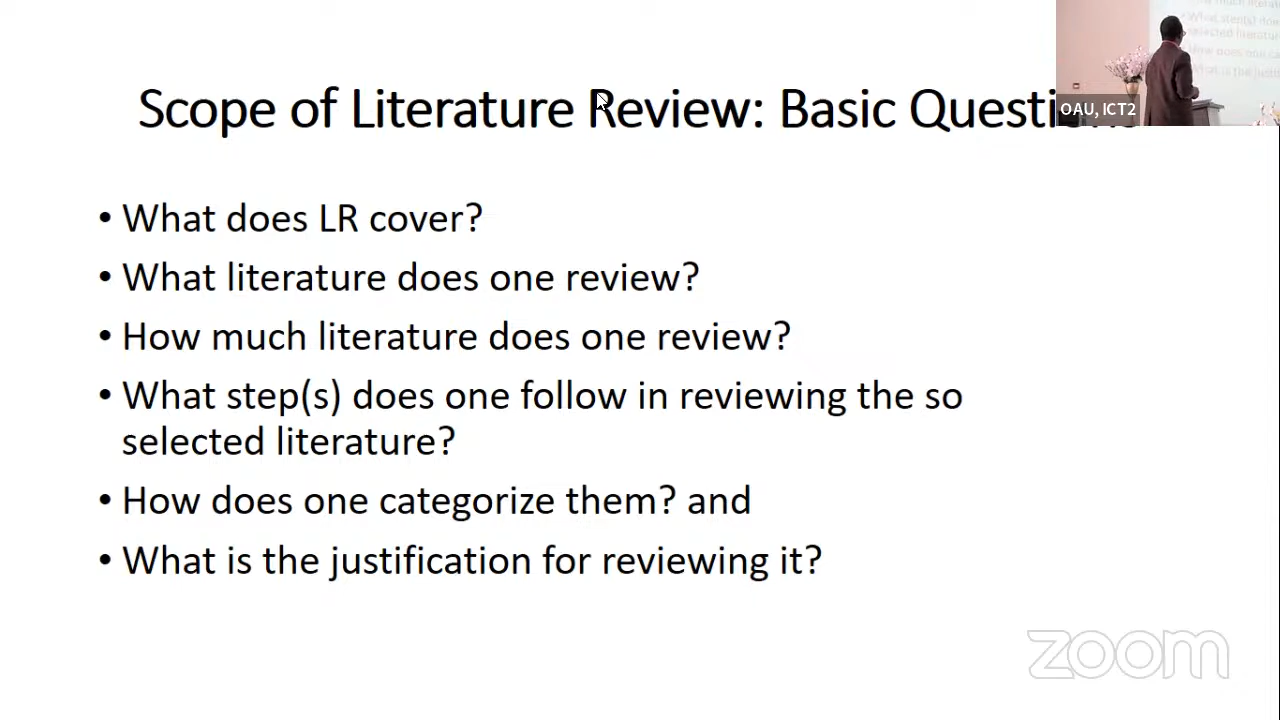 Scope of Literature Review: Basic Questions
OAU, ICT2
• What does LR cover?
• What literature does one review?
• How much literature does one review?
• What step(s) does one follow in reviewing the so
selected literature?
• How does one categorize them? and
• What is the justification for reviewing it?
zoom